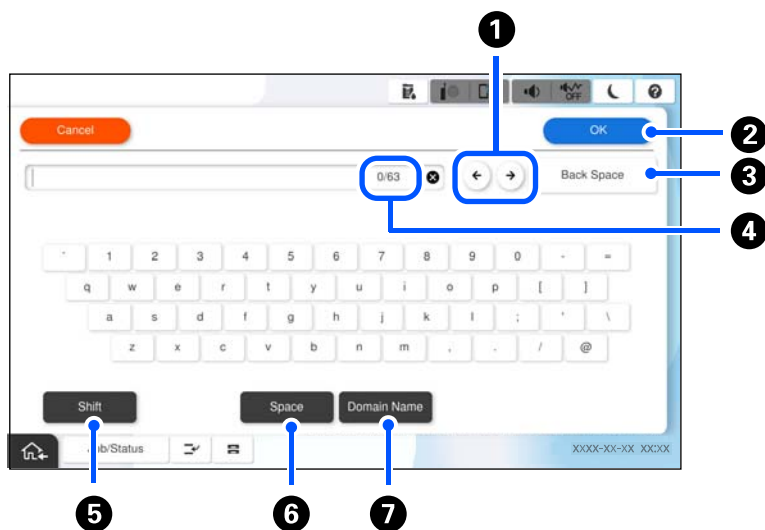 1
OFF
Cancel
OK
2
0/63
Back Space
3
4
` 1 2 3 4 5 6 7 8 9 0 - =
q w e r t y u i o p [ ]
a s d f g h j k l ; ' \
z x c v b n m , . / @
Shift
Space
Domain Name
/Status
XXXX-XX-XX XX:XX
5
6
7